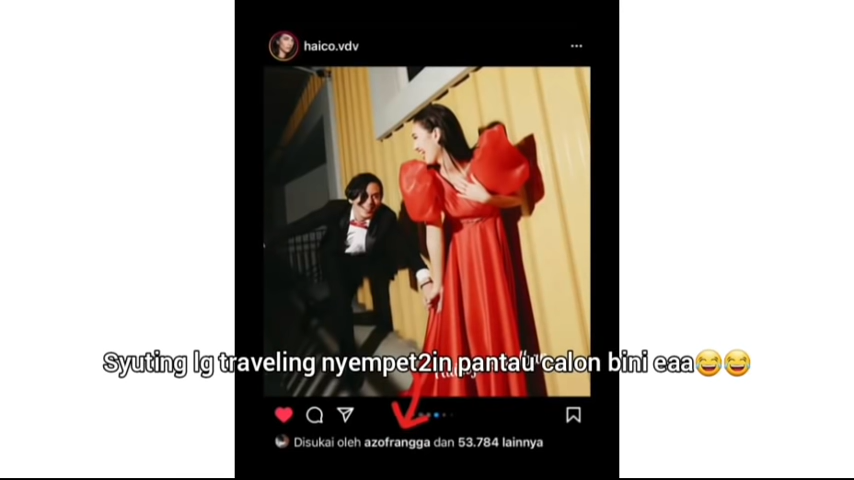 haico.vdv
Syuting lg traveling nyempet2in pantau calon bini eaa😆😂
Disukai oleh azofrangga dan 53.784 lainnya